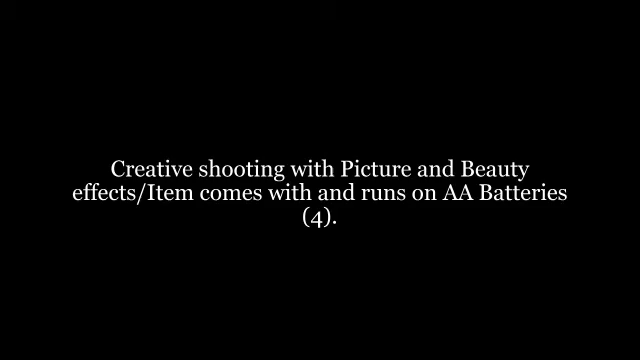 Creative shooting with Picture and Beauty
effects/Item comes with and runs on AA Batteries
(4).